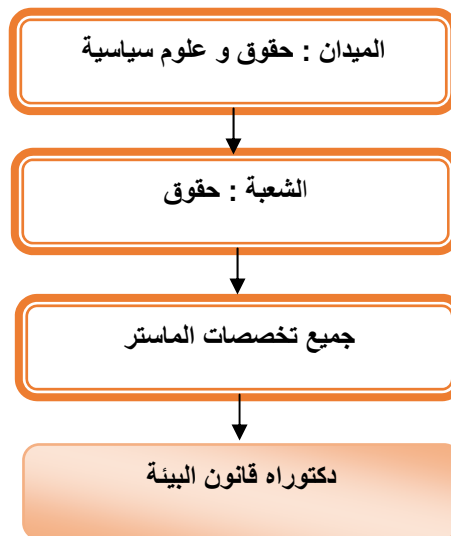 الميدان : حقوق و علوم سياسية
الشعبة : حقوق
جميع تخصصات الماستر
دكتوراه قانون البيئة